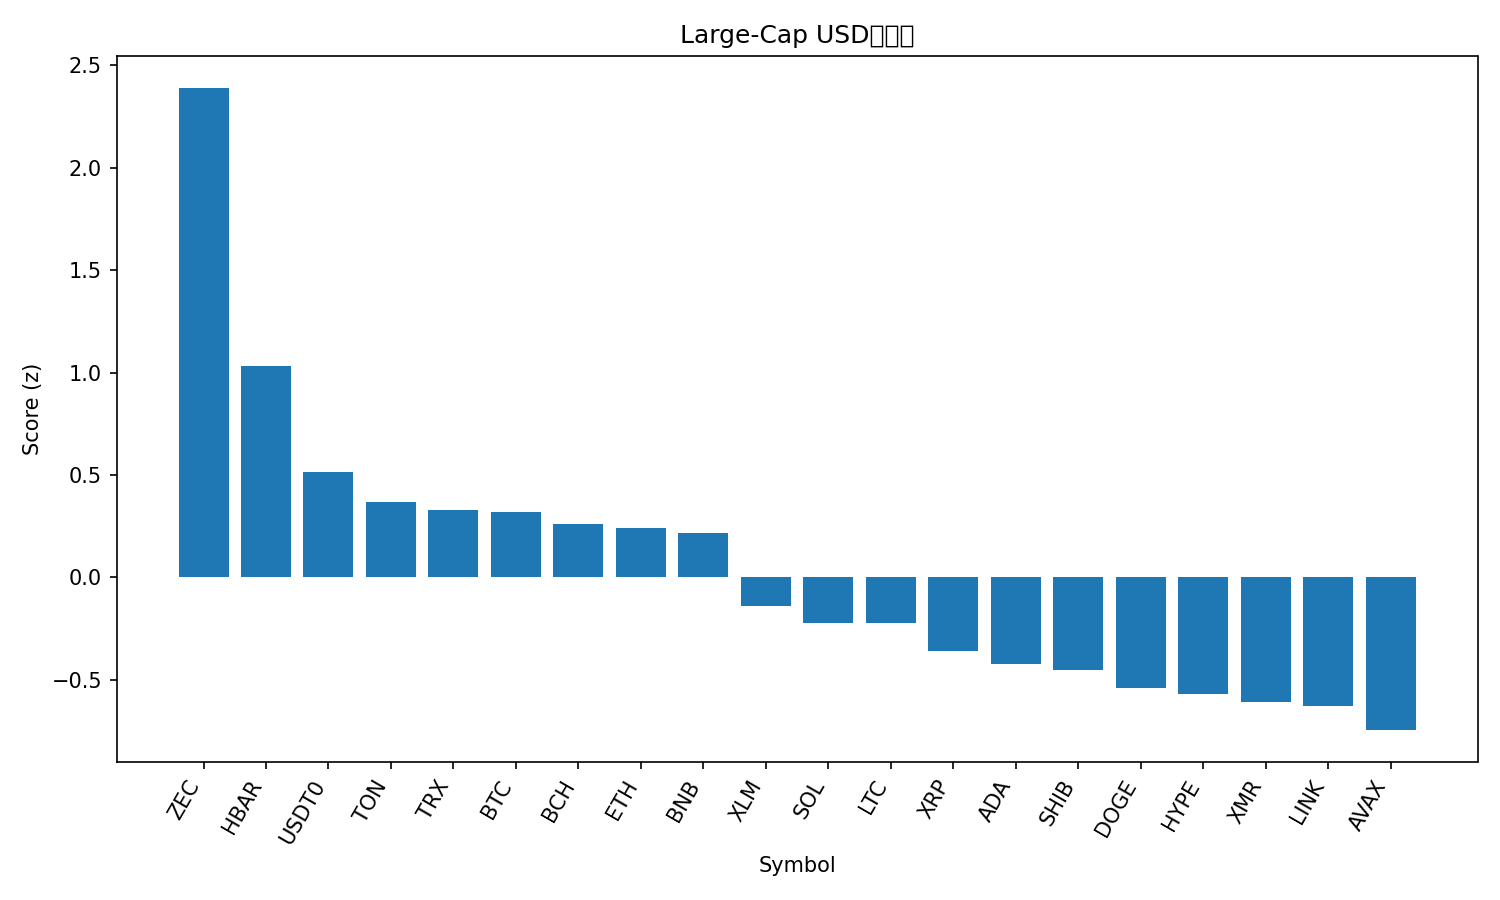 Large-Cap USD
Score (z)
2.5
2.0
1.5
1.0
0.5
0.0
−0.5
ZEC
HBAR
USDT0
TON
TRX
BTC
BCH
ETH
BNB
XLM
SOL
LTC
XRP
ADA
SHIB
DOGE
HYPE
XMR
LINK
AVAX
Symbol